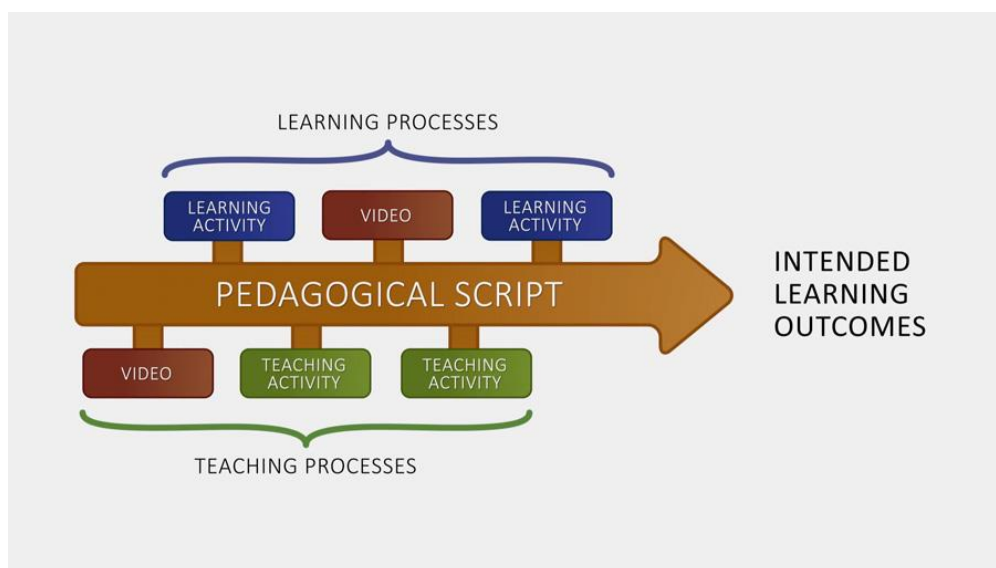 LEARNING PROCESSES
LEARNING
ACTIVITY
VIDEO
LEARNING
ACTIVITY
PEDAGOGICAL SCRIPT
INTENDED
LEARNING
OUTCOMES
VIDEO
TEACHING
ACTIVITY
TEACHING
ACTIVITY
TEACHING PROCESSES